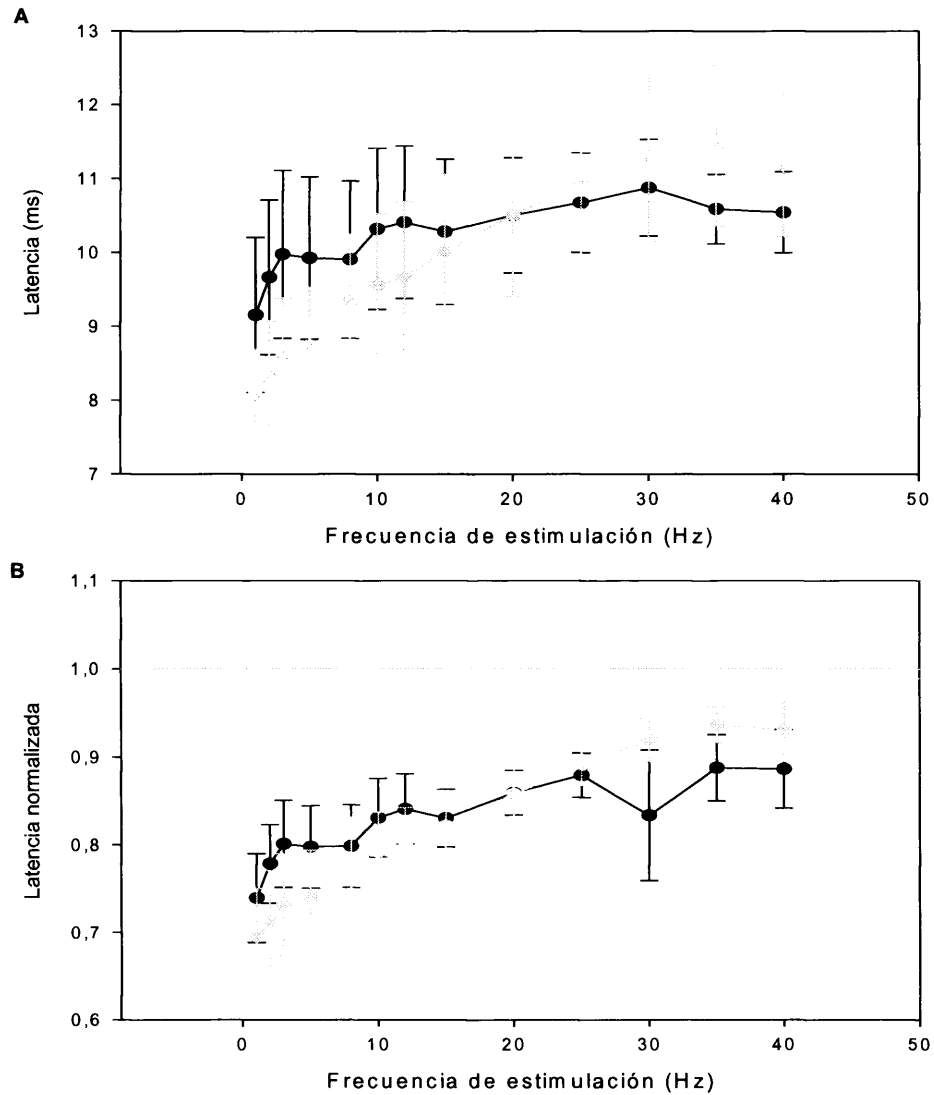 A
13
12
11
10
9
8
7
Latencia (ms)
0 10 20 30 40 50
Frecuencia de estimulación (Hz)
B
1,1
1,0
0,9
0,8
0,7
0,6
Latencia normalizada
0 10 20 30 40 50
Frecuencia de estimulación (Hz)